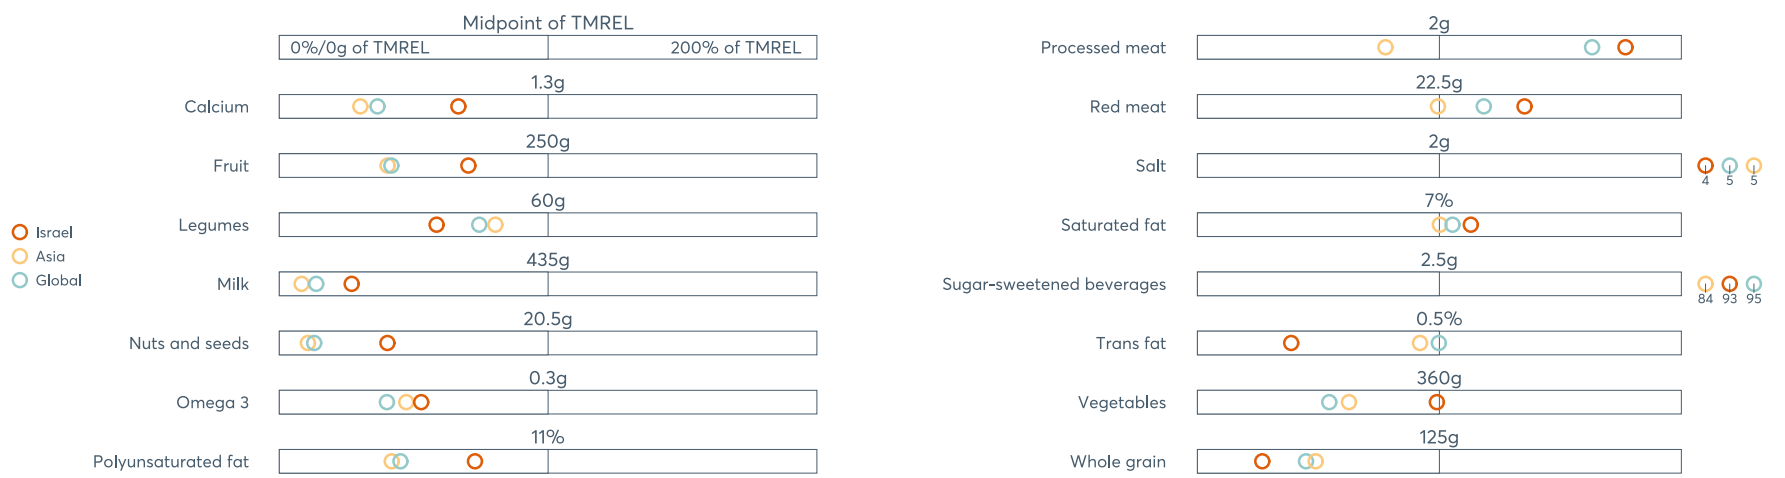 Midpoint of TMREL
0%/0g of TMREL 200% of TMREL
1.3g
Calcium
250g
Fruit
60g
Legumes
435g
Milk
20.5g
Nuts and seeds
0.3g
Omega 3
11%
Polyunsaturated fat
Israel
Asia
Global
2g
Processed meat
22.5g
Red meat
2g
Salt
4 5 5
7%
Saturated fat
2.5g
Sugar-sweetened beverages
84 93 95
0.5%
Trans fat
360g
Vegetables
125g
Whole grain